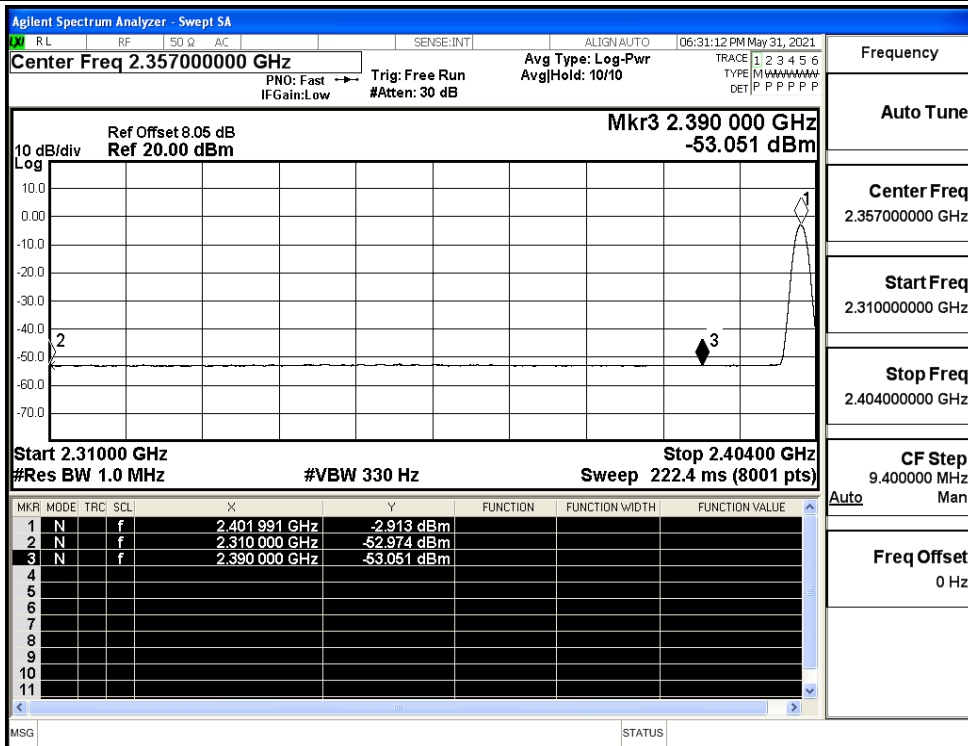 Agilent Spectrum Analyzer - Swept SA
LXI RL RF 50 Ω AC SENSE:INT ALIGN AUTO 06:31:12 PM May 31, 2021
Center Freq 2.357000000 GHz
PNO: Fast
IFGain:Low
Trig: Free Run
#Atten: 30 dB
Avg Type: Log-Pwr
Avg|Hold: 10/10
TRACE 1 2 3 4 5 6
TYPE M WWWWW
DET P P P P P P
Ref Offset 8.05 dB
Ref 20.00 dBm
10 dB/div
Log
Mkr3 2.390 000 GHz
-53.051 dBm
10.0
0.00
-10.0
-20.0
-30.0
-40.0
-50.0
-60.0
-70.0
1
2
3
Start 2.31000 GHz
Stop 2.40400 GHz
#Res BW 1.0 MHz
#VBW 330 Hz
Sweep 222.4 ms (8001 pts)
MKR MODE TRC SCL X Y FUNCTION FUNCTION WIDTH FUNCTION VALUE
1 N f 2.401 991 GHz -2.913 dBm
2 N f 2.310 000 GHz -52.974 dBm
3 N f 2.390 000 GHz -53.051 dBm
4
5
6
7
8
9
10
11
MSG
STATUS
Frequency
Auto Tune
Center Freq
2.357000000 GHz
Start Freq
2.310000000 GHz
Stop Freq
2.404000000 GHz
CF Step
9.400000 MHz
Auto Man
Freq Offset
0 Hz